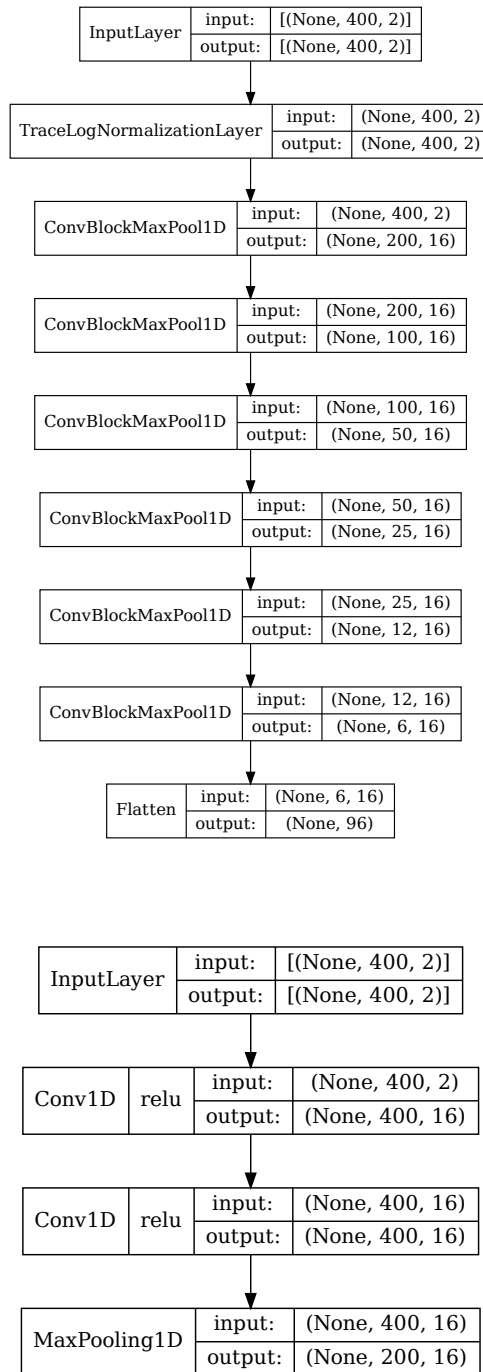 InputLayer input: [(None, 400, 2)]
output: [(None, 400, 2)]
TraceLogNormalizationLayer input: (None, 400, 2)
output: (None, 400, 2)
ConvBlockMaxPool1D input: (None, 400, 2)
output: (None, 200, 16)
ConvBlockMaxPool1D input: (None, 200, 16)
output: (None, 100, 16)
ConvBlockMaxPool1D input: (None, 100, 16)
output: (None, 50, 16)
ConvBlockMaxPool1D input: (None, 50, 16)
output: (None, 25, 16)
ConvBlockMaxPool1D input: (None, 25, 16)
output: (None, 12, 16)
ConvBlockMaxPool1D input: (None, 12, 16)
output: (None, 6, 16)
Flatten input: (None, 6, 16)
output: (None, 96)
InputLayer input: [(None, 400, 2)]
output: [(None, 400, 2)]
Conv1D relu input: (None, 400, 2)
output: (None, 400, 16)
Conv1D relu input: (None, 400, 16)
output: (None, 400, 16)
MaxPooling1D input: (None, 400, 16)
output: (None, 200, 16)